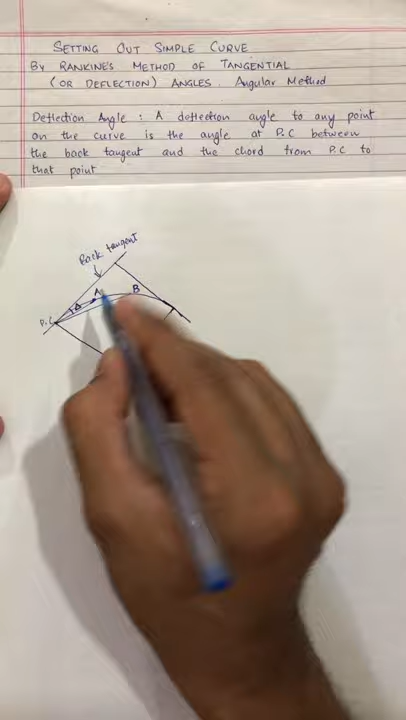 SETTING OUT SIMPLE CURVE
BY RANKINE'S METHOD OF TANGENTIAL
(OR DEFLECTION) ANGLES. Angular Method
Deflection Angle : A deflection angle to any point
on the curve is the angle at P.C between
the back tangent and the chord from P.C to
that point
Back tangent
A
B
Δ
P.C